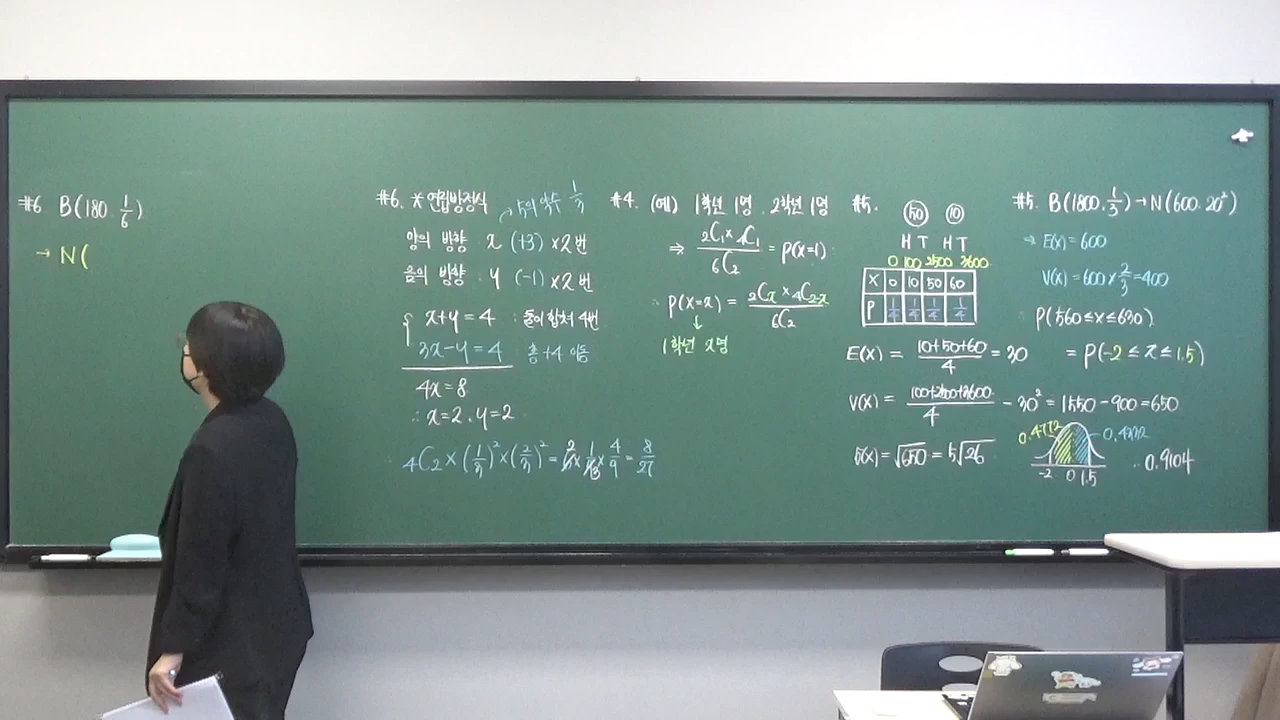 #6 B(180. 1/6)
→ N(
#6. * 연립방정식
5의 약수 1/3
양의 방향 x (+3) ×2번
음의 방향 : y (-1) ×2번
x+y=4 : 둘이 합쳐 4번
3x-y=4 : 총 +4 이동
4x=8
∴ x=2. y=2
4C2×(1/3)²×(2/3)²= 6× 1/9 × 4/9 = 8/27
#4. (예) 1학년 1명. 2학년 1명
⇒ 2C1×4C1/6C2 = P(X=1)
∴ P(X=x) = 2Cx×4C2-x/6C2
1학년 x명
#5.
50 10
H T H T
0 100 2500 3600
X 0 10 50 60
P 1/4 1/4 1/4 1/4
E(X) = 10+50+60/4 = 30
V(X) = 100+2500+3600/4 - 30² = 1550-900=650
σ(X)=√650 = 5√26
#5. B(1800. 1/3)→N(600. 20²)
⇒ E(X)=600
V(X)=600×2/3=400
∴ P(560≤X≤630)
= P(-2≤Z≤1.5)
0.4772 0.4332
-2 0 1.5
∴ 0.9104